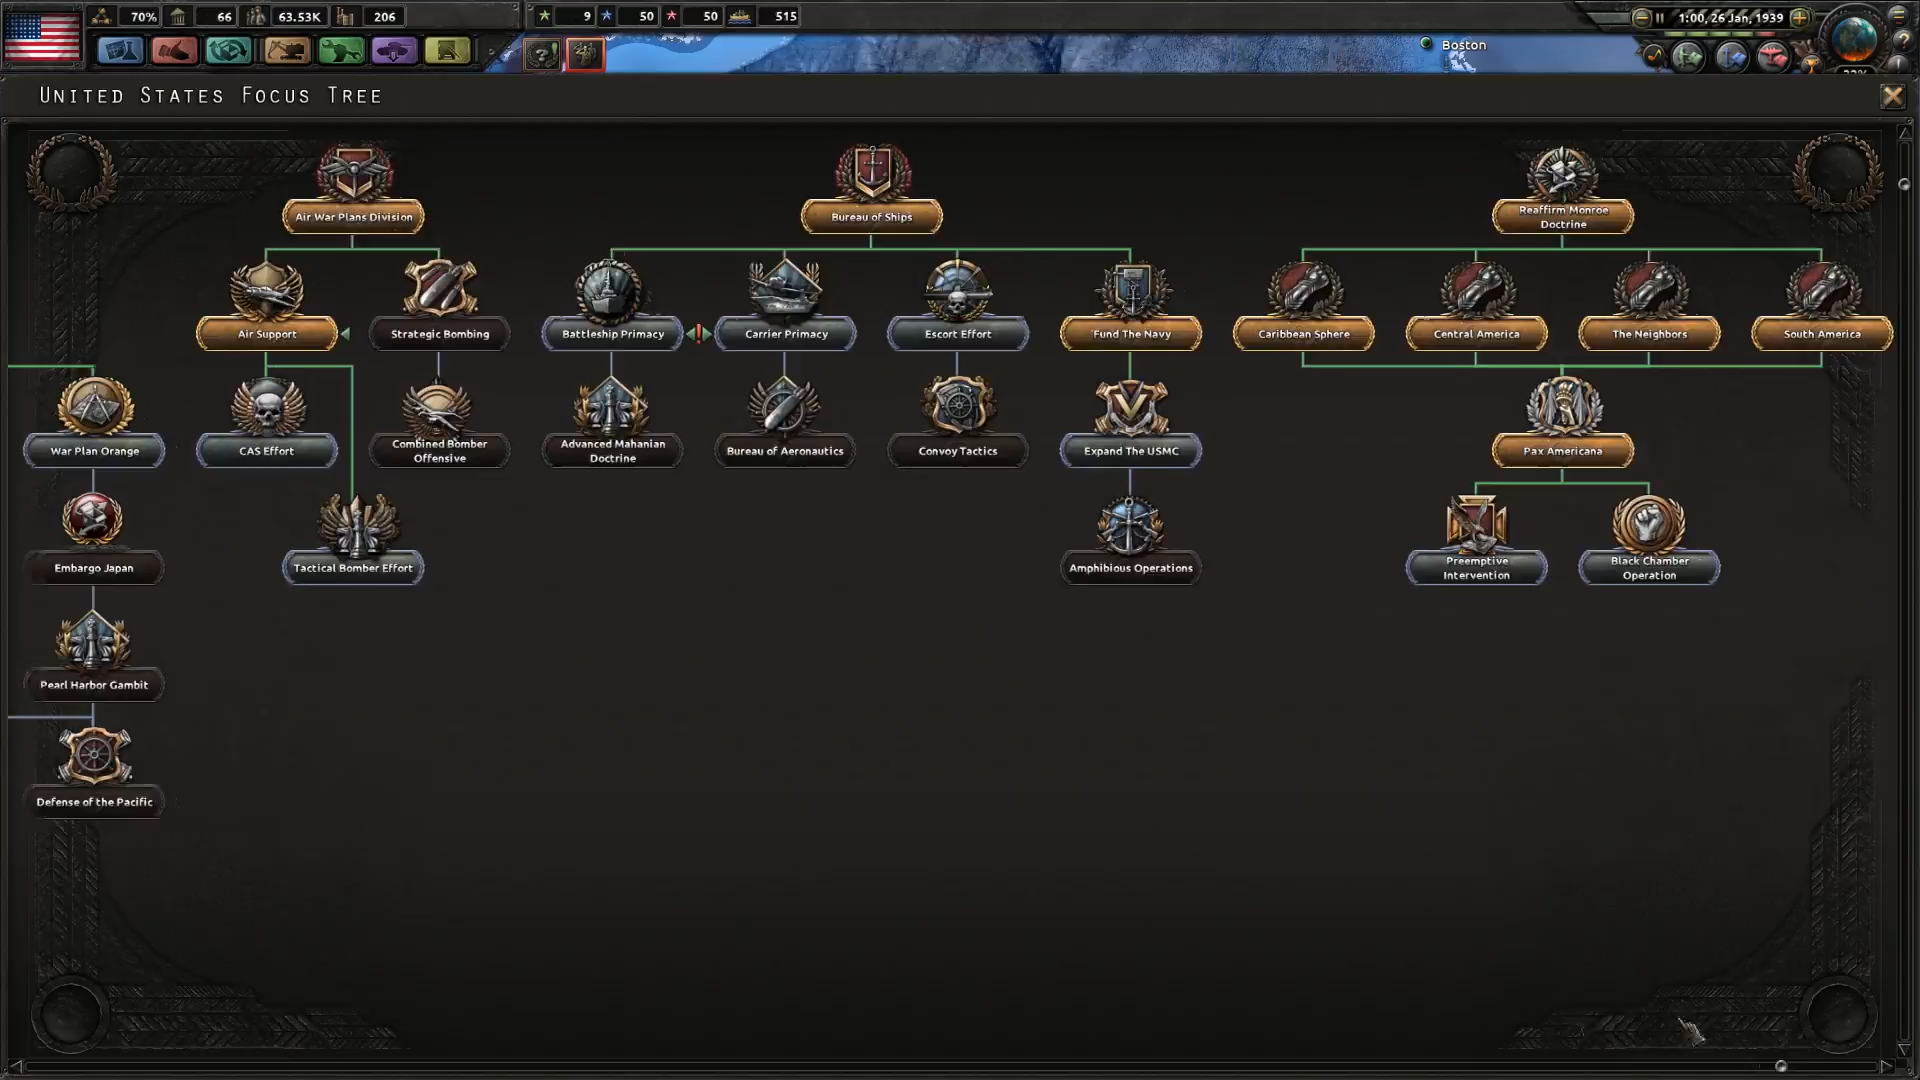 70% 66 63.53K 206 9 50 50 515 1:00, 26 Jan, 1939
Boston
United States Focus Tree
Air War Plans Division
Bureau of Ships
Reaffirm Monroe
Doctrine
Air Support
Strategic Bombing
Battleship Primacy
Carrier Primacy
Escort Effort
Fund The Navy
Caribbean Sphere
Central America
The Neighbors
South America
War Plan Orange
CAS Effort
Combined Bomber
Offensive
Advanced Mahanian
Doctrine
Bureau of Aeronautics
Convoy Tactics
Expand The USMC
Pax Americana
Embargo Japan
Tactical Bomber Effort
Amphibious Operations
Preemptive
Intervention
Black Chamber
Operation
Pearl Harbor Gambit
Defense of the Pacific